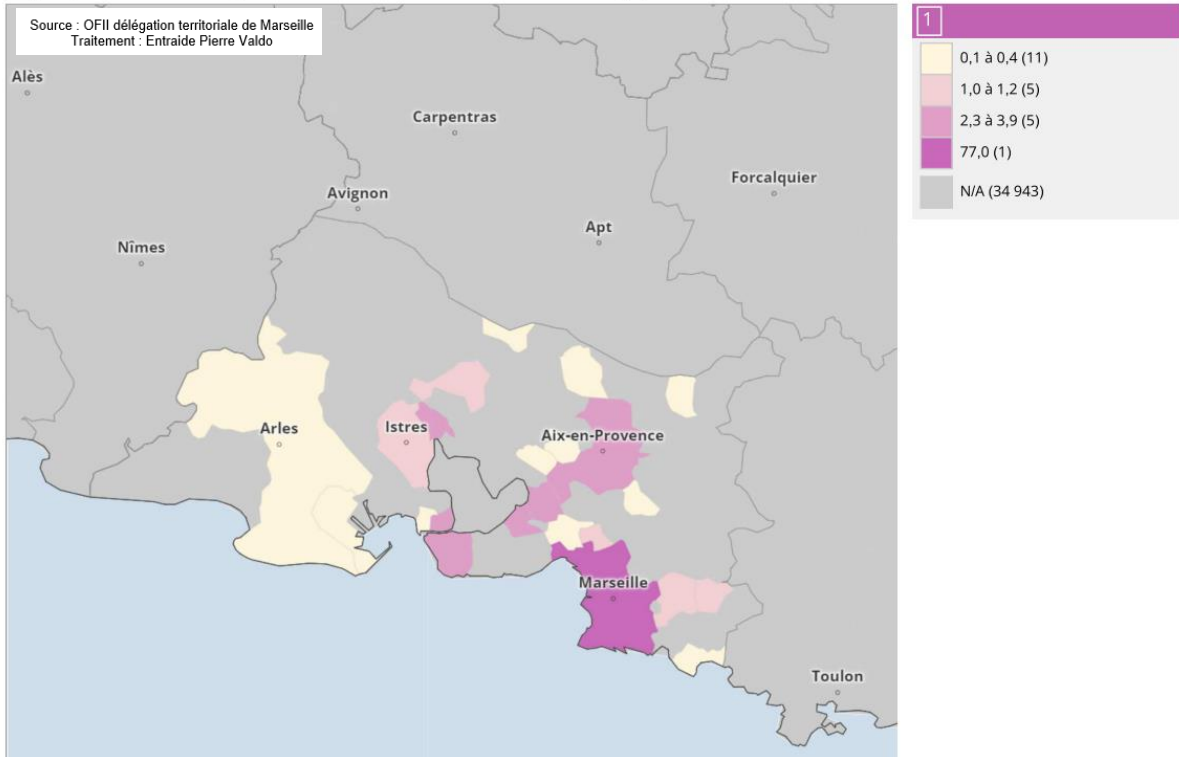 Source : OFII délégation territoriale de Marseille
Traitement : Entraide Pierre Valdo
Alès
Carpentras
Forcalquier
Avignon
Apt
Nîmes
Arles
Istres
Aix-en-Provence
Marseille
Toulon
1
0,1 à 0,4 (11)
1,0 à 1,2 (5)
2,3 à 3,9 (5)
77,0 (1)
N/A (34 943)